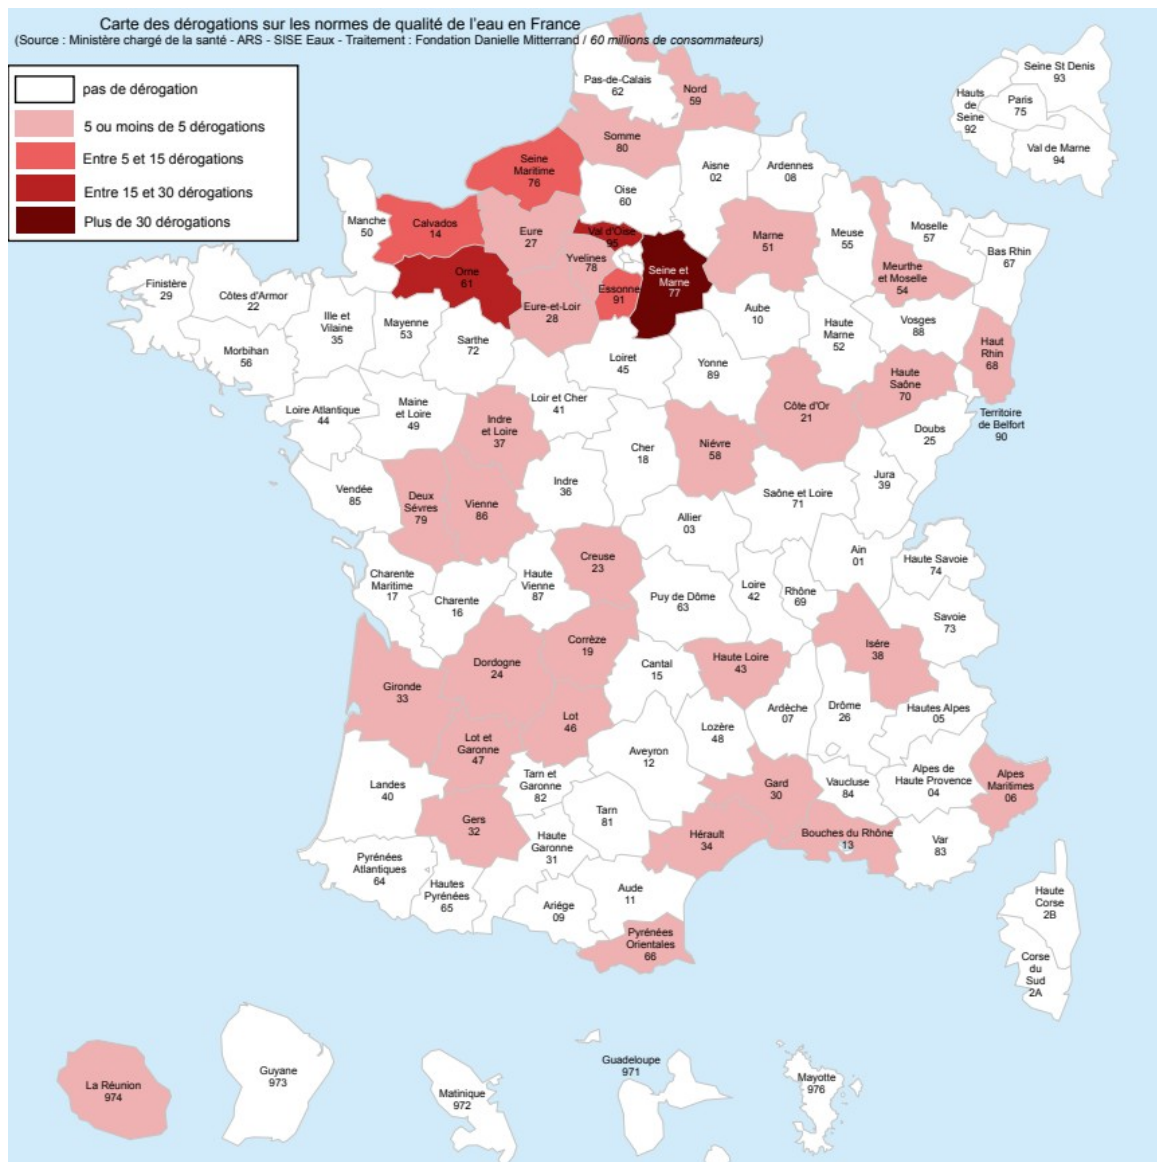 Carte des dérogations sur les normes de qualité de l'eau en France
(Source : Ministère chargé de la santé - ARS - SISE Eaux - Traitement : Fondation Danielle Mitterrand / 60 millions de consommateurs)
pas de dérogation
5 ou moins de 5 dérogations
Entre 5 et 15 dérogations
Entre 15 et 30 dérogations
Plus de 30 dérogations
Seine St Denis
93
Hauts
de
Seine
92
Paris
75
Val de Marne
94
Pas-de-Calais
62
Nord
59
Somme
80
Seine
Maritime
76
Aisne
02
Ardennes
08
Oise
60
Manche
50
Calvados
14
Eure
27
Val d'Oise
95
Yvelines
78
Seine et
Marne
77
Essonne
91
Marne
51
Meuse
55
Moselle
57
Bas Rhin
67
Meurthe
et Moselle
54
Orne
61
Eure-et-Loir
28
Finistère
29
Côtes d'Armor
22
Ille et
Vilaine
35
Mayenne
53
Morbihan
56
Sarthe
72
Loiret
45
Aube
10
Haute
Marne
52
Vosges
88
Haut
Rhin
68
Yonne
89
Haute
Saône
70
Territoire
de Belfort
90
Loire Atlantique
44
Maine
et Loire
49
Indre
et Loire
37
Loir et Cher
41
Cher
18
Niévre
58
Côte d'Or
21
Doubs
25
Jura
39
Vendée
85
Deux
Sévres
79
Vienne
86
Indre
36
Allier
03
Saône et Loire
71
Ain
01
Haute Savoie
74
Charente
Maritime
17
Charente
16
Haute
Vienne
87
Creuse
23
Puy de Dôme
63
Loire
42
Rhône
69
Savoie
73
Isére
38
Gironde
33
Dordogne
24
Corrèze
19
Cantal
15
Haute Loire
43
Ardèche
07
Drôme
26
Hautes Alpes
05
Lot
46
Lot et
Garonne
47
Aveyron
12
Lozère
48
Landes
40
Tarn et
Garonne
82
Gard
30
Vaucluse
84
Alpes de
Haute Provence
04
Alpes
Maritimes
06
Gers
32
Tarn
81
Hérault
34
Bouches du Rhône
13
Var
83
Haute
Garonne
31
Pyrénées
Atlantiques
64
Hautes
Pyrénées
65
Ariége
09
Aude
11
Pyrénées
Orientales
66
Haute
Corse
2B
Corse
du
Sud
2A
La Réunion
974
Guyane
973
Matinique
972
Guadeloupe
971
Mayotte
976